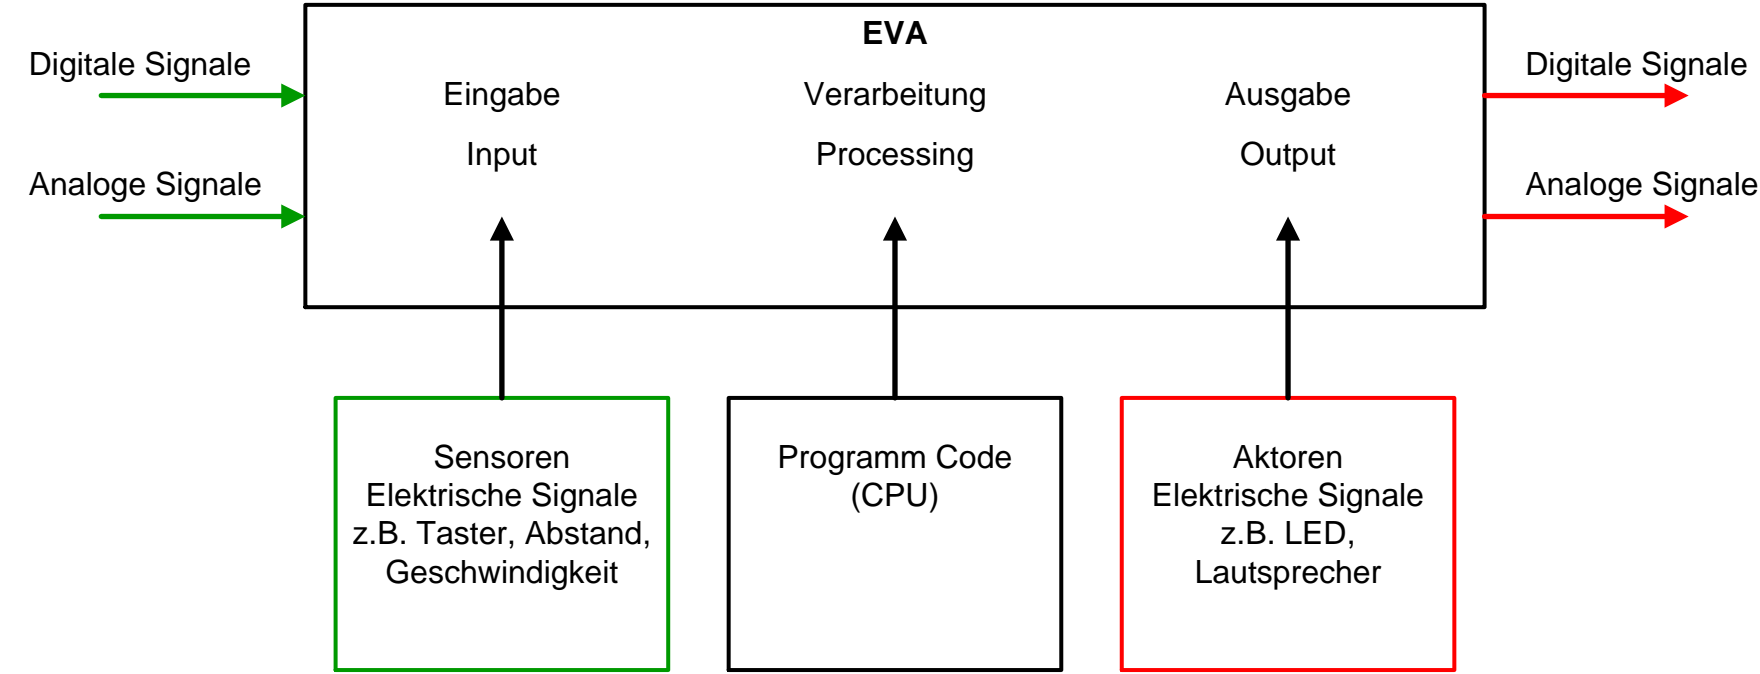 EVA
Digitale Signale
Eingabe
Verarbeitung
Ausgabe
Digitale Signale
Input
Processing
Output
Analoge Signale
Analoge Signale
Sensoren
Elektrische Signale
z.B. Taster, Abstand,
Geschwindigkeit
Programm Code
(CPU)
Aktoren
Elektrische Signale
z.B. LED,
Lautsprecher